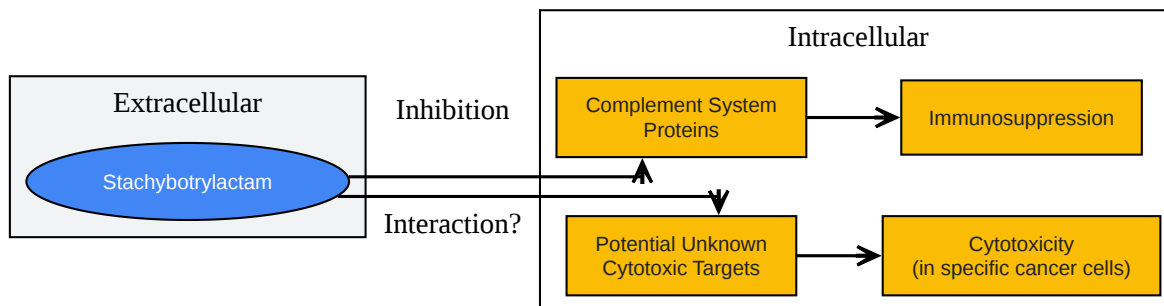 Intracellular
Extracellular
Inhibition
Complement System
Proteins
Immunosuppression
Stachybotrylactam
Interaction?
Potential Unknown
Cytotoxic Targets
Cytotoxicity
(in specific cancer cells)